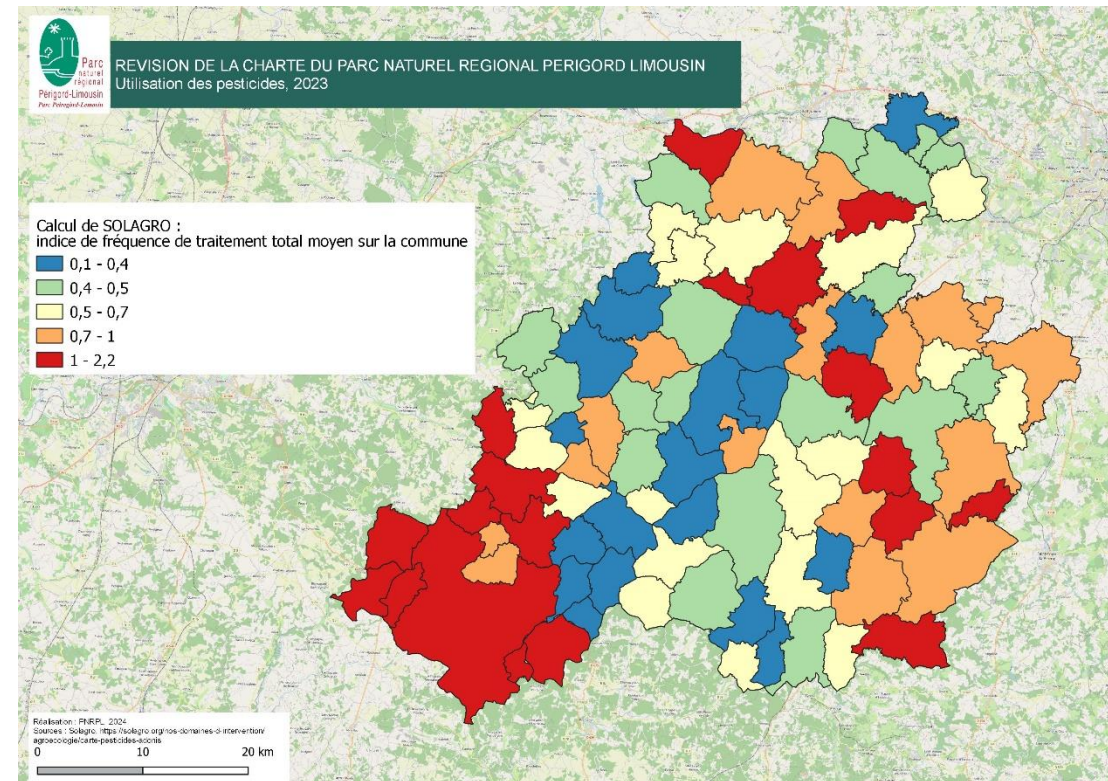 Parc
naturel
régional
Périgord-Limousin
Parc Peiregòrd-Lemosin
REVISION DE LA CHARTE DU PARC NATUREL REGIONAL PERIGORD LIMOUSIN
Utilisation des pesticides, 2023
Calcul de SOLAGRO :
indice de fréquence de traitement total moyen sur la commune
0,1 - 0,4
0,4 - 0,5
0,5 - 0,7
0,7 - 1
1 - 2,2
Réalisation : PNRPL, 2024
Sources : Solagro, https://solagro.org/nos-domaines-d-intervention/
agroecologie/carte-pesticides-adonis
0 10 20 km